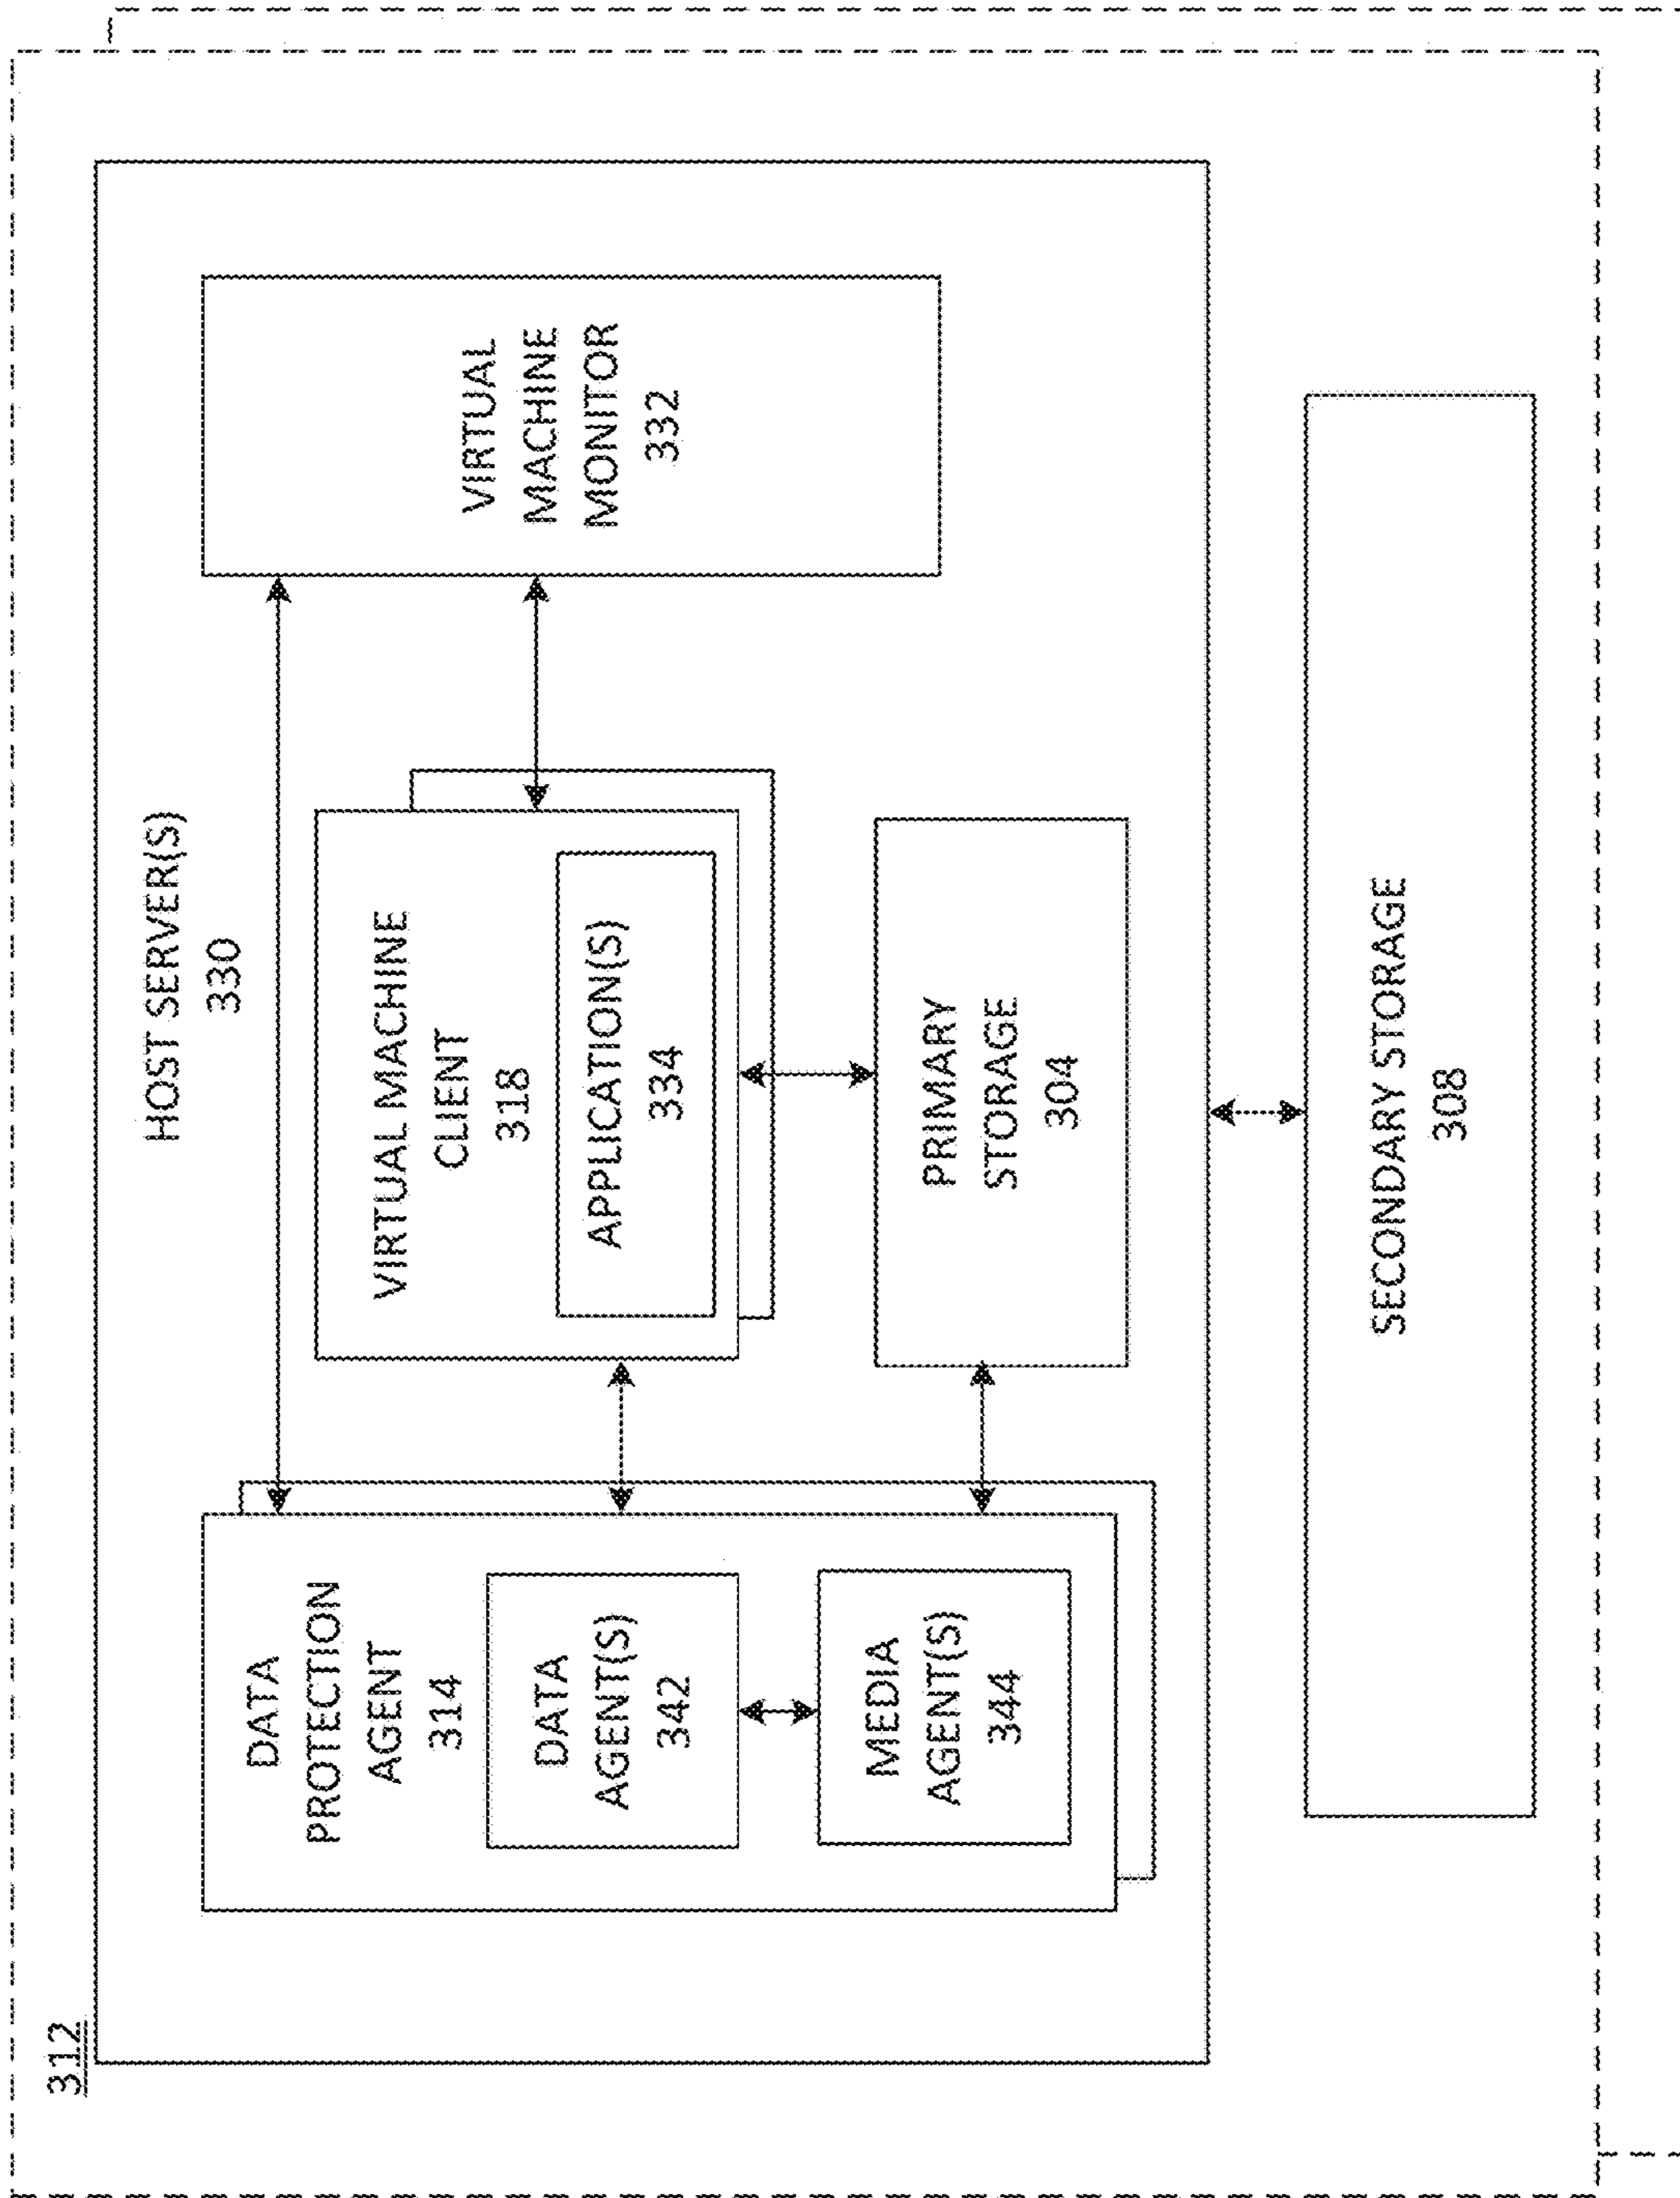 312
HOST SERVER(S)
330
DATA
PROTECTION
AGENT
314
DATA
AGENT(S)
342
MEDIA
AGENT(S)
344
VIRTUAL MACHINE
CLIENT
318
APPLICATION(S)
334
PRIMARY
STORAGE
304
VIRTUAL
MACHINE
MONITOR
332
SECONDARY STORAGE
308